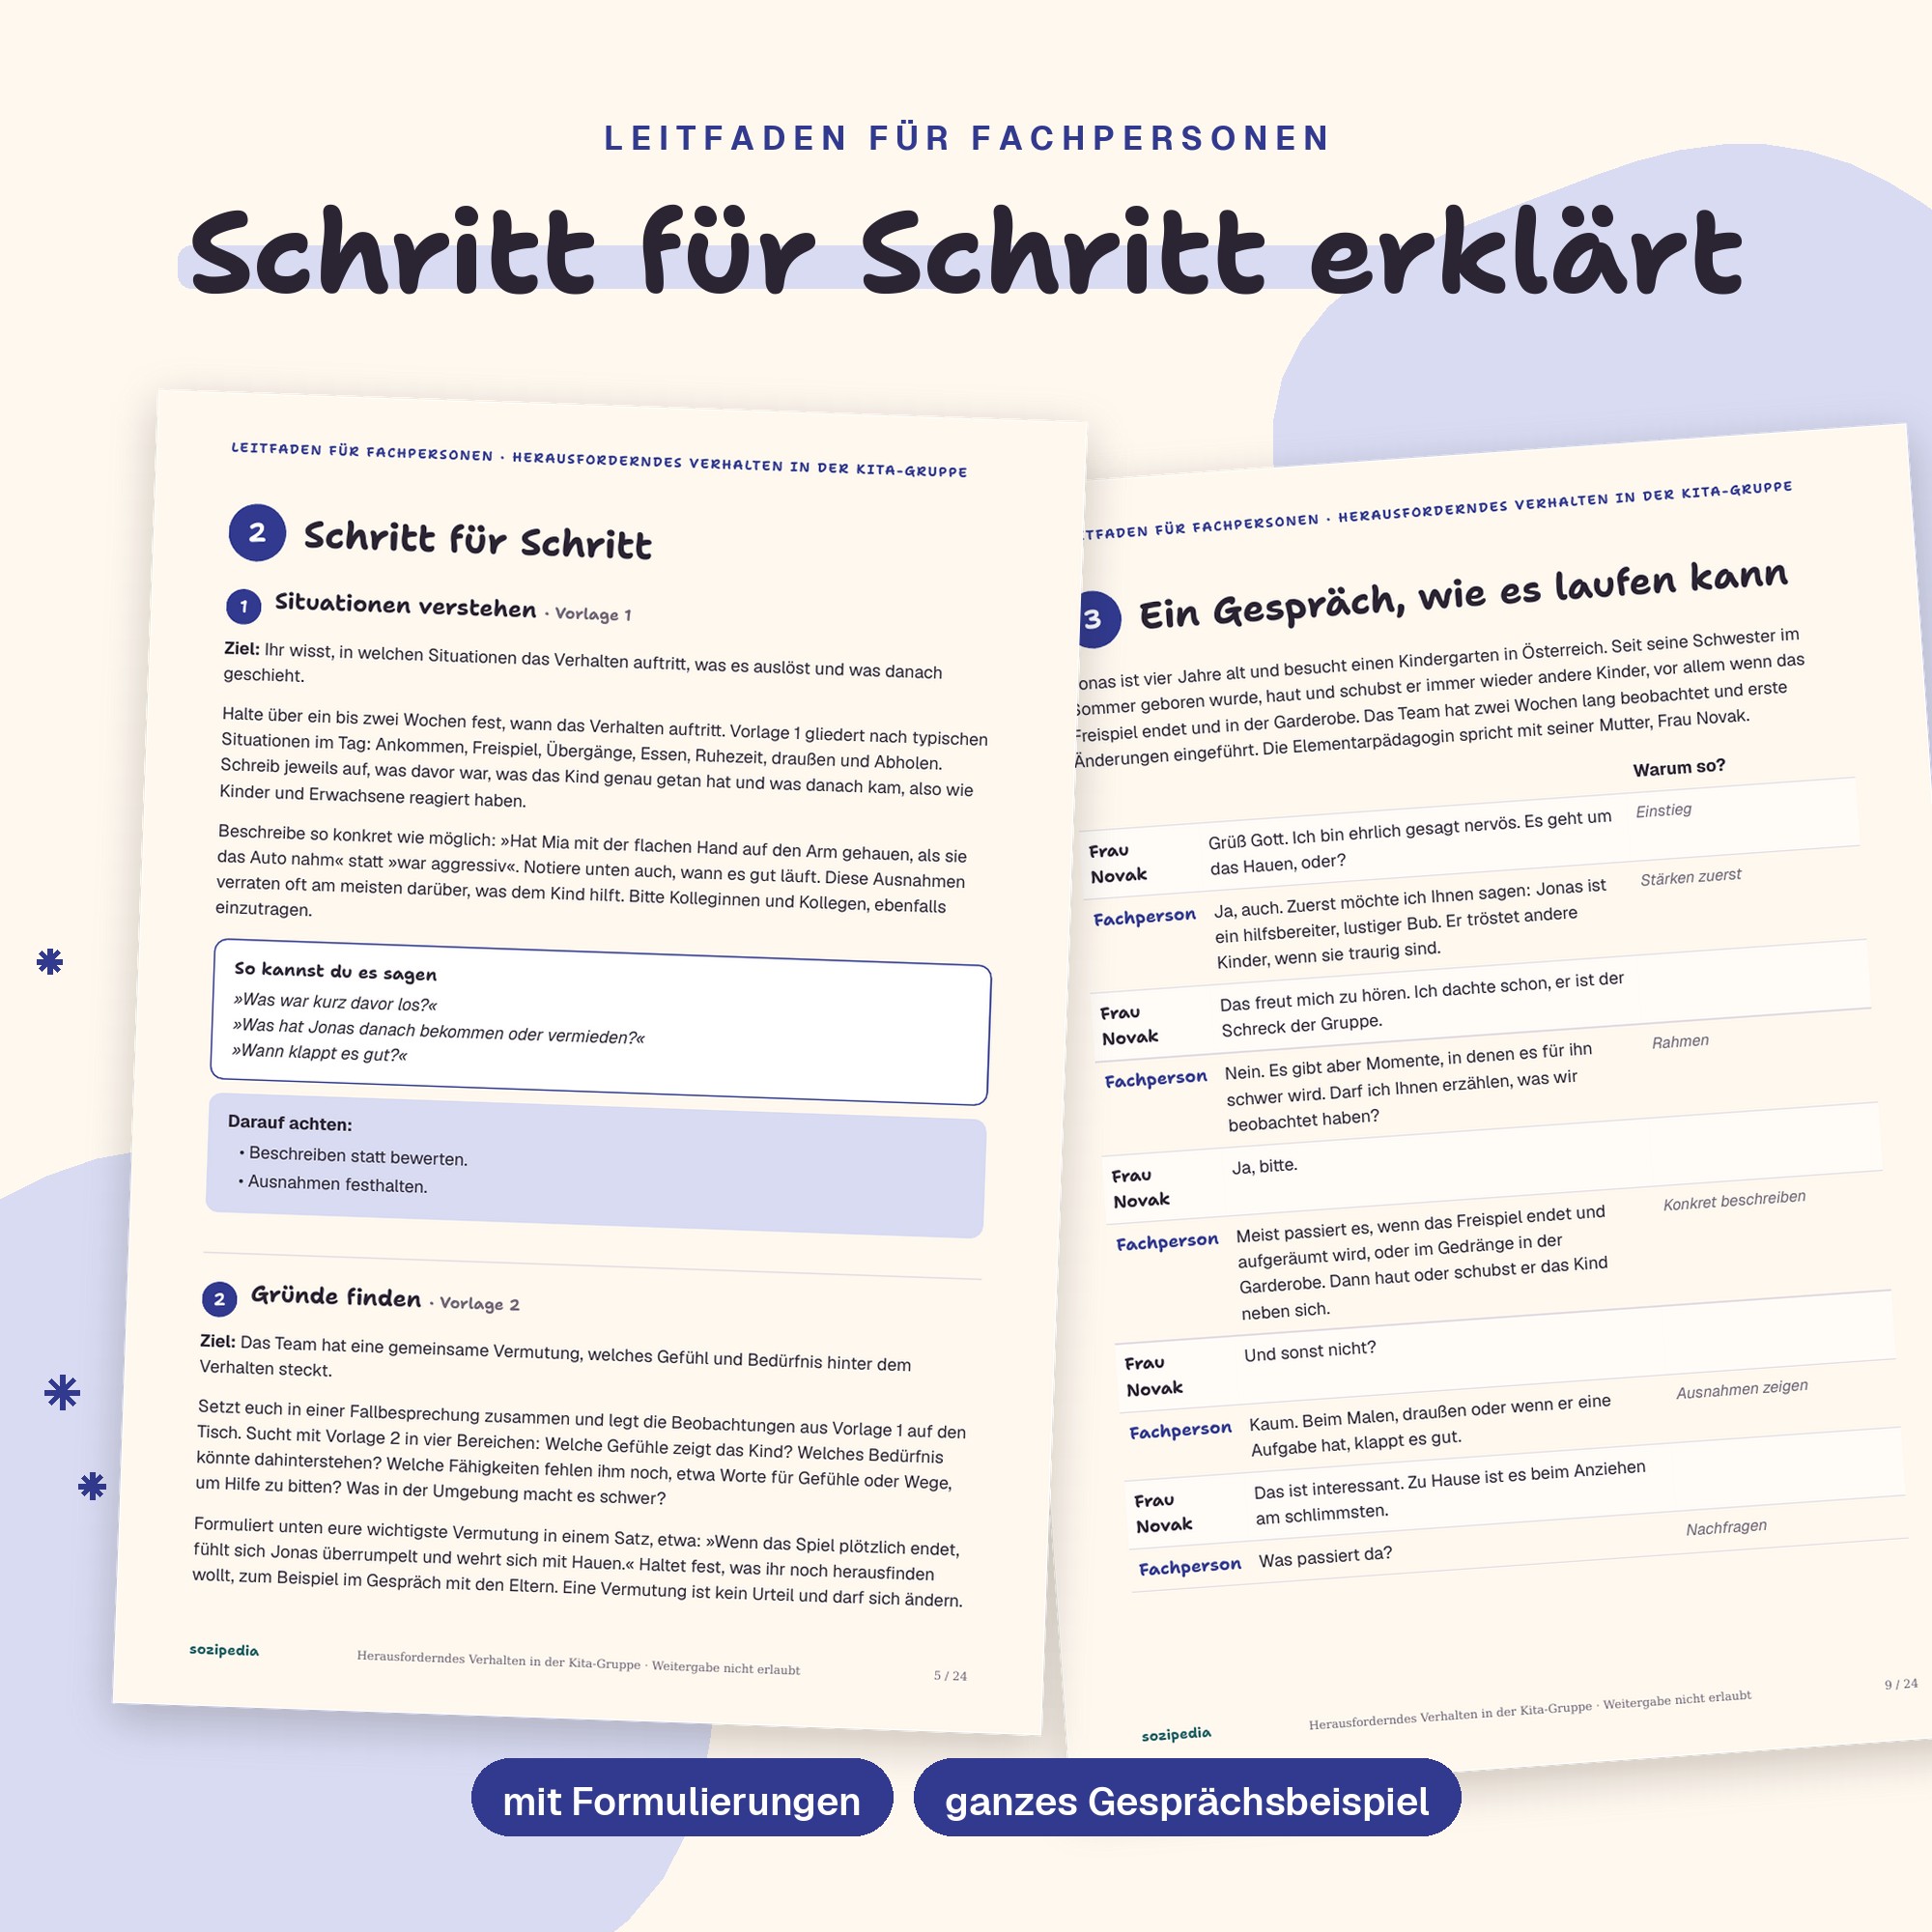 LEITFADEN FÜR FACHPERSONEN
Schritt für Schritt erklärt
LEITFADEN FÜR FACHPERSONEN · HERAUSFORDERNDES VERHALTEN IN DER KITA-GRUPPE
2 Schritt für Schritt
1 Situationen verstehen · Vorlage 1
Ziel: Ihr wisst, in welchen Situationen das Verhalten auftritt, was es auslöst und was danach
geschieht.
Halte über ein bis zwei Wochen fest, wann das Verhalten auftritt. Vorlage 1 gliedert nach typischen
Situationen im Tag: Ankommen, Freispiel, Übergänge, Essen, Ruhezeit, draußen und Abholen.
Schreib jeweils auf, was davor war, was das Kind genau getan hat und was danach kam, also wie
Kinder und Erwachsene reagiert haben.
Beschreibe so konkret wie möglich: »Hat Mia mit der flachen Hand auf den Arm gehauen, als sie
das Auto nahm« statt »war aggressiv«. Notiere unten auch, wann es gut läuft. Diese Ausnahmen
verraten oft am meisten darüber, was dem Kind hilft. Bitte Kolleginnen und Kollegen, ebenfalls
einzutragen.
So kannst du es sagen
»Was war kurz davor los?«
»Was hat Jonas danach bekommen oder vermieden?«
»Wann klappt es gut?«
Darauf achten:
• Beschreiben statt bewerten.
• Ausnahmen festhalten.
2 Gründe finden · Vorlage 2
Ziel: Das Team hat eine gemeinsame Vermutung, welches Gefühl und Bedürfnis hinter dem
Verhalten steckt.
Setzt euch in einer Fallbesprechung zusammen und legt die Beobachtungen aus Vorlage 1 auf den
Tisch. Sucht mit Vorlage 2 in vier Bereichen: Welche Gefühle zeigt das Kind? Welches Bedürfnis
könnte dahinterstehen? Welche Fähigkeiten fehlen ihm noch, etwa Worte für Gefühle oder Wege,
um Hilfe zu bitten? Was in der Umgebung macht es schwer?
Formuliert unten eure wichtigste Vermutung in einem Satz, etwa: »Wenn das Spiel plötzlich endet,
fühlt sich Jonas überrumpelt und wehrt sich mit Hauen.« Haltet fest, was ihr noch herausfinden
wollt, zum Beispiel im Gespräch mit den Eltern. Eine Vermutung ist kein Urteil und darf sich ändern.
sozipedia Herausforderndes Verhalten in der Kita-Gruppe · Weitergabe nicht erlaubt 5 / 24
FÜR FACHPERSONEN · HERAUSFORDERNDES VERHALTEN IN DER KITA-GRUPPE
3 Ein Gespräch, wie es laufen kann
ist vier Jahre alt und besucht einen Kindergarten in Österreich. Seit seine Schwester im
Sommer geboren wurde, haut und schubst er immer wieder andere Kinder, vor allem wenn das
Freispiel endet und in der Garderobe. Das Team hat zwei Wochen lang beobachtet und erste
Änderungen eingeführt. Die Elementarpädagogin spricht mit seiner Mutter, Frau Novak.
Warum so?
Frau Novak Grüß Gott. Ich bin ehrlich gesagt nervös. Es geht um Einstieg
das Hauen, oder?
Fachperson Ja, auch. Zuerst möchte ich Ihnen sagen: Jonas ist Stärken zuerst
ein hilfsbereiter, lustiger Bub. Er tröstet andere
Kinder, wenn sie traurig sind.
Frau Novak Das freut mich zu hören. Ich dachte schon, er ist der
Schreck der Gruppe.
Fachperson Nein. Es gibt aber Momente, in denen es für ihn Rahmen
schwer wird. Darf ich Ihnen erzählen, was wir
beobachtet haben?
Frau Novak Ja, bitte.
Fachperson Meist passiert es, wenn das Freispiel endet und Konkret beschreiben
aufgeräumt wird, oder im Gedränge in der
Garderobe. Dann haut oder schubst er das Kind
neben sich.
Frau Novak Und sonst nicht?
Fachperson Kaum. Beim Malen, draußen oder wenn er eine Ausnahmen zeigen
Aufgabe hat, klappt es gut.
Frau Novak Das ist interessant. Zu Hause ist es beim Anziehen
am schlimmsten.
Fachperson Was passiert da? Nachfragen
sozipedia Herausforderndes Verhalten in der Kita-Gruppe · Weitergabe nicht erlaubt 9 / 24
mit Formulierungen
ganzes Gesprächsbeispiel